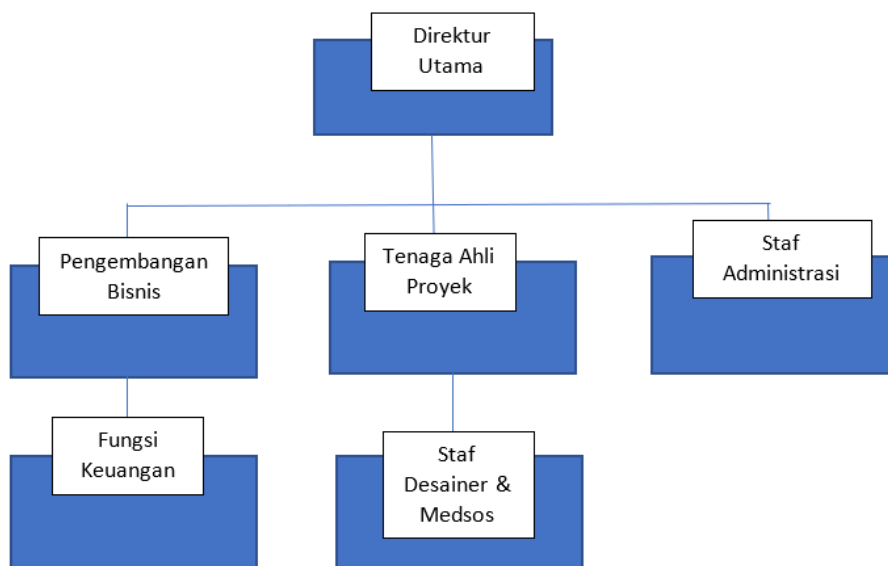 Direktur
Utama
Pengembangan
Bisnis
Tenaga Ahli
Proyek
Staf
Administrasi
Fungsi
Keuangan
Staf
Desainer &
Medsos